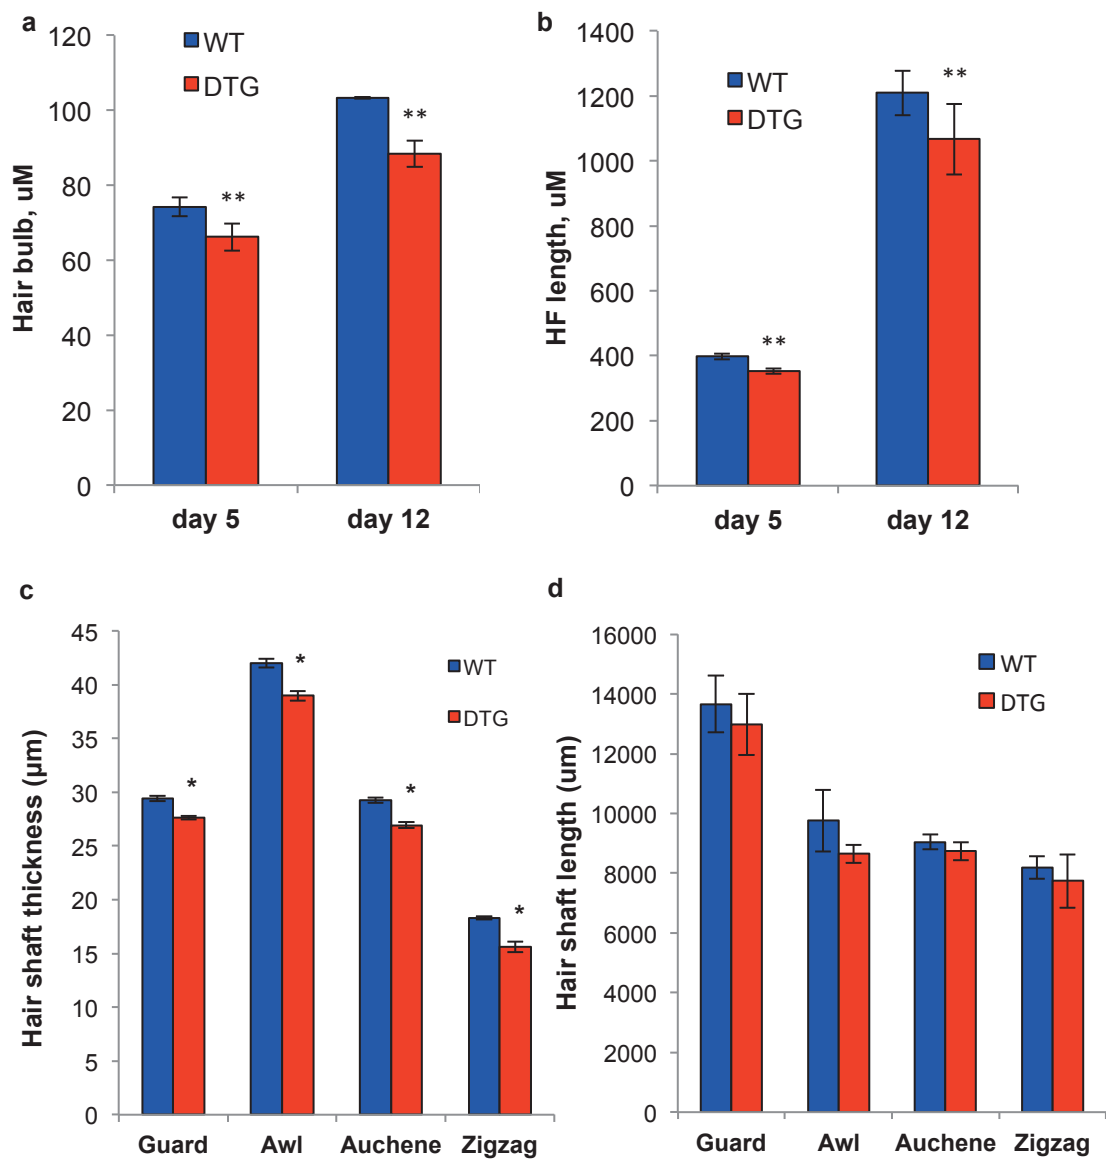 a
120
100
80
60
40
20
0
Hair bulb, uM
WT
DTG
**
**
day 5
day 12
b
1400
1200
1000
800
600
400
200
0
HF length, uM
WT
DTG
**
**
day 5
day 12
c
45
40
35
30
25
20
15
10
5
0
Hair shaft thickness (µm)
WT
DTG
*
*
*
*
Guard
Awl
Auchene
Zigzag
d
16000
14000
12000
10000
8000
6000
4000
2000
0
Hair shaft length (um)
WT
DTG
Guard
Awl
Auchene
Zigzag